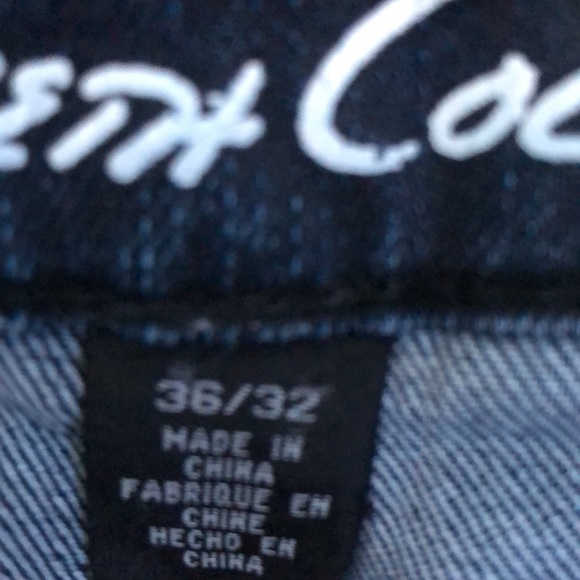 36/32
MADE IN
CHINA
FABRIQUE EN
CHINE
HECHO EN
CHINA